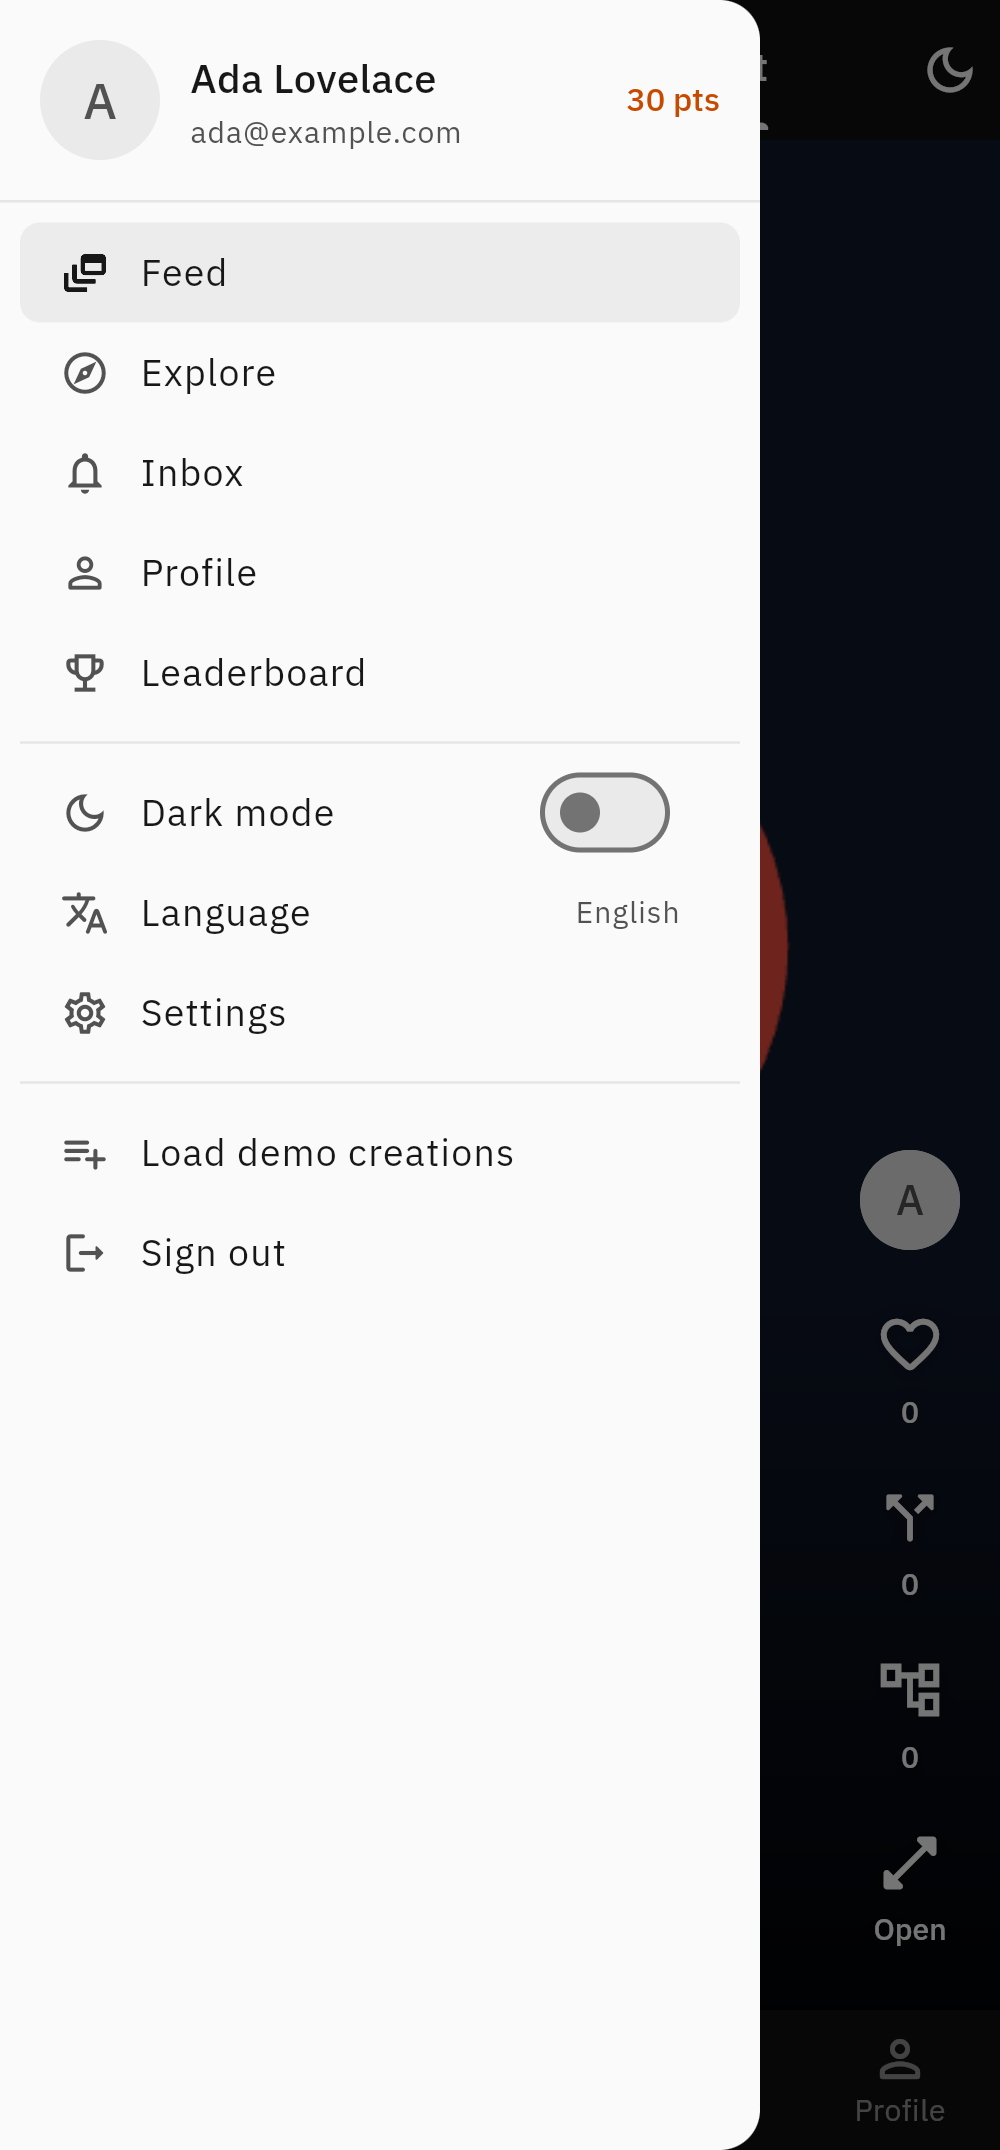 A
Ada Lovelace
ada@example.com
30 pts
Feed
Explore
Inbox
Profile
Leaderboard
Dark mode
Language
English
Settings
Load demo creations
Sign out
A
0
0
0
Open
Profile